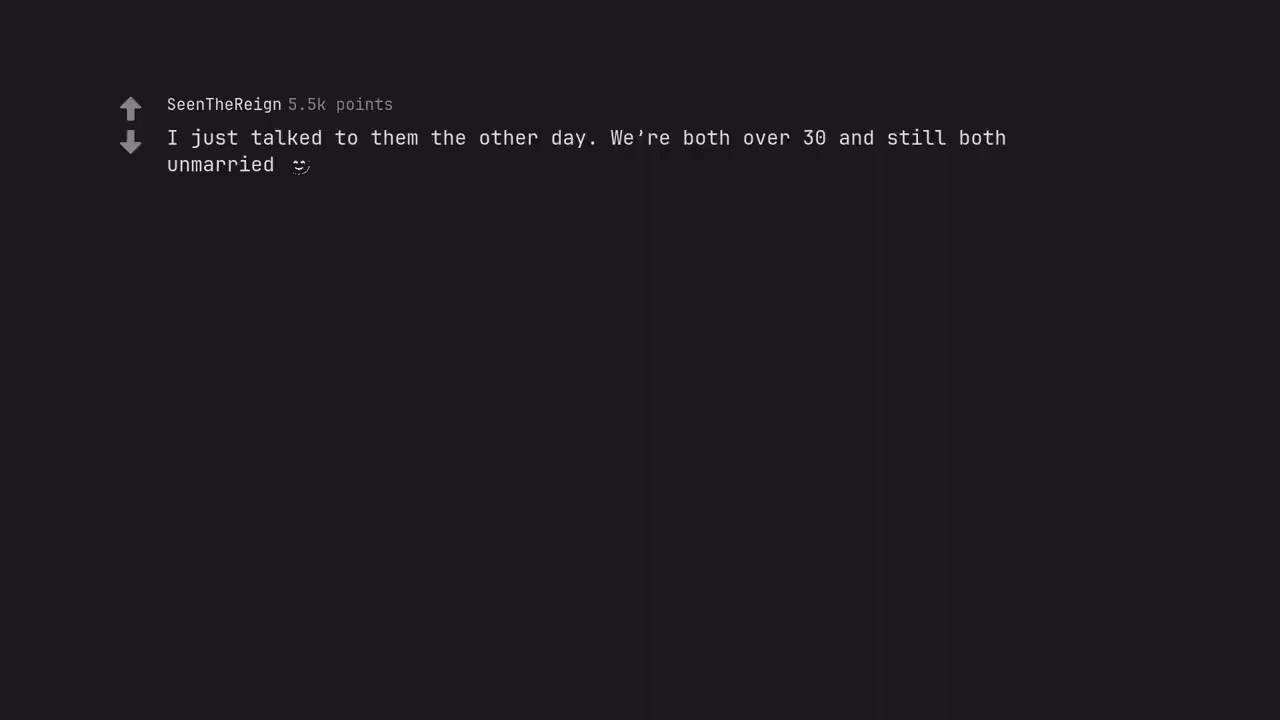 SeenTheReign 5.5k points
I just talked to them the other day. We’re both over 30 and still both
unmarried